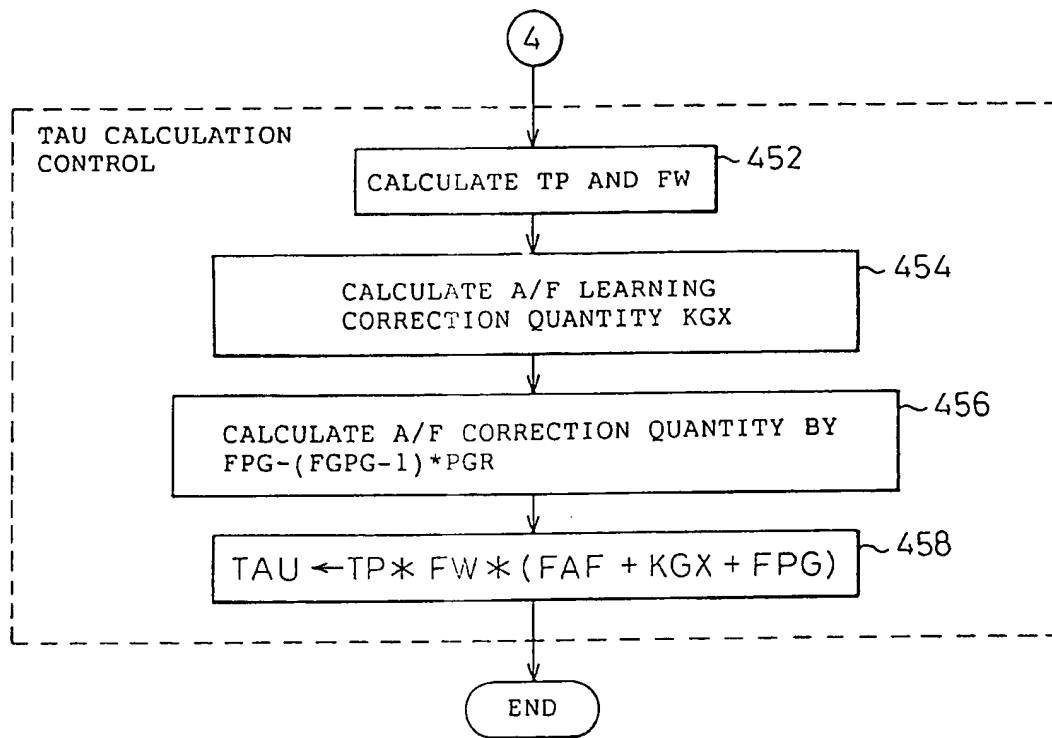 4
TAU CALCULATION
CONTROL
CALCULATE TP AND FW
452
CALCULATE A/F LEARNING
CORRECTION QUANTITY KGX
454
CALCULATE A/F CORRECTION QUANTITY BY
FPG-(FGPG-1)*PGR
456
TAU ← TP * FW * (FAF + KGX + FPG)
458
END